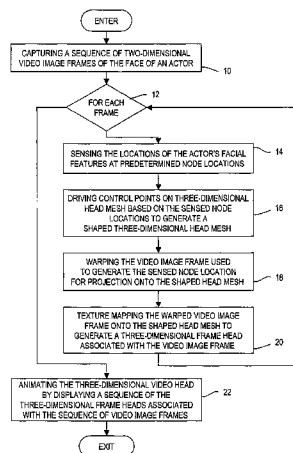 ENTER
CAPTURING A SEQUENCE OF TWO-DIMENSIONAL
VIDEO IMAGE FRAMES OF THE FACE OF AN ACTOR
10
12
FOR EACH
FRAME
SENSING THE LOCATIONS OF THE ACTOR'S FACIAL
FEATURES AT PREDETERMINED NODE LOCATIONS
14
DRIVING CONTROL POINTS ON THREE-DIMENSIONAL
HEAD MESH BASED ON THE SENSED NODE
LOCATIONS TO GENERATE A
SHAPED THREE-DIMENSIONAL HEAD MESH
16
WARPING THE VIDEO IMAGE FRAME USED
TO GENERATE THE SENSED NODE LOCATION
FOR PROJECTION ONTO THE SHAPED HEAD MESH
18
TEXTURE MAPPING THE WARPED VIDEO IMAGE
FRAME ONTO THE SHAPED HEAD MESH TO
GENERATE A THREE-DIMENSIONAL FRAME HEAD
ASSOCIATED WITH THE VIDEO IMAGE FRAME
20
ANIMATING THE THREE-DIMENSIONAL VIDEO HEAD
BY DISPLAYING A SEQUENCE OF THE
THREE-DIMENSIONAL FRAME HEADS ASSOCIATED
WITH THE SEQUENCE OF VIDEO IMAGE FRAMES
22
EXIT